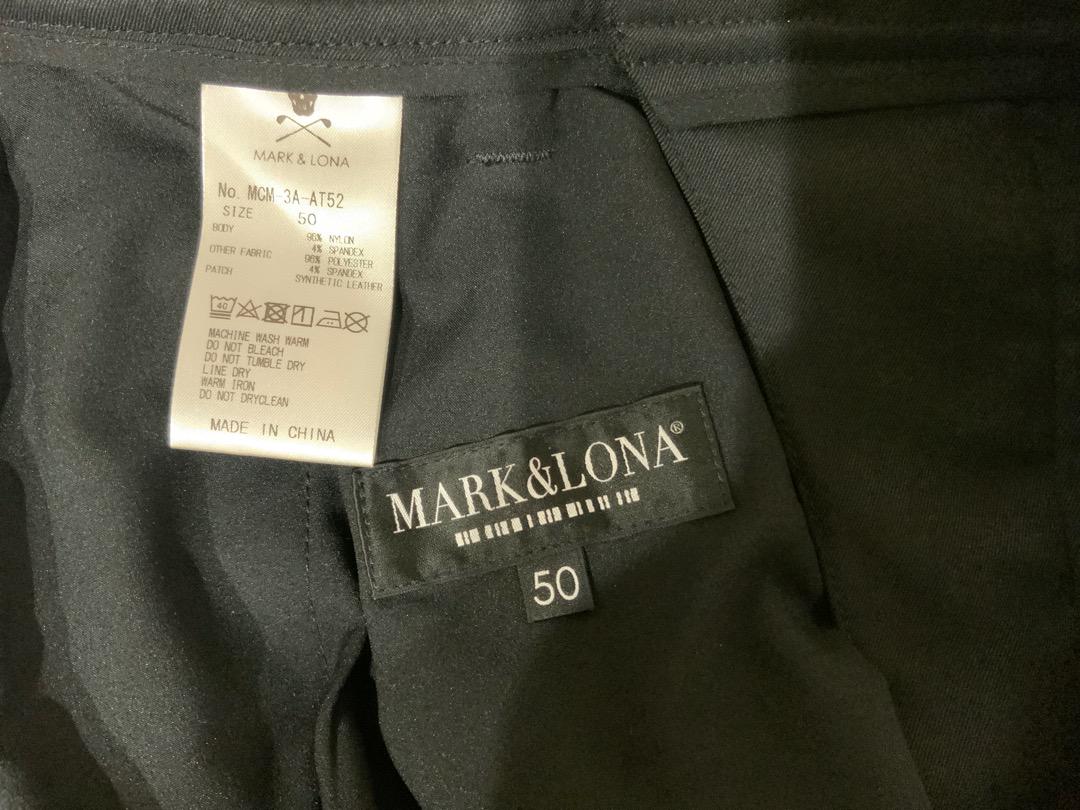 MARK & LONA
No. MCM-3A-AT52
SIZE 50
BODY 96% NYLON
4% SPANDEX
OTHER FABRIC 96% POLYESTER
4% SPANDEX
PATCH SYNTHETIC LEATHER
40
MACHINE WASH WARM
DO NOT BLEACH
DO NOT TUMBLE DRY
LINE DRY
WARM IRON
DO NOT DRYCLEAN
MADE IN CHINA
MARK&LONA®
50